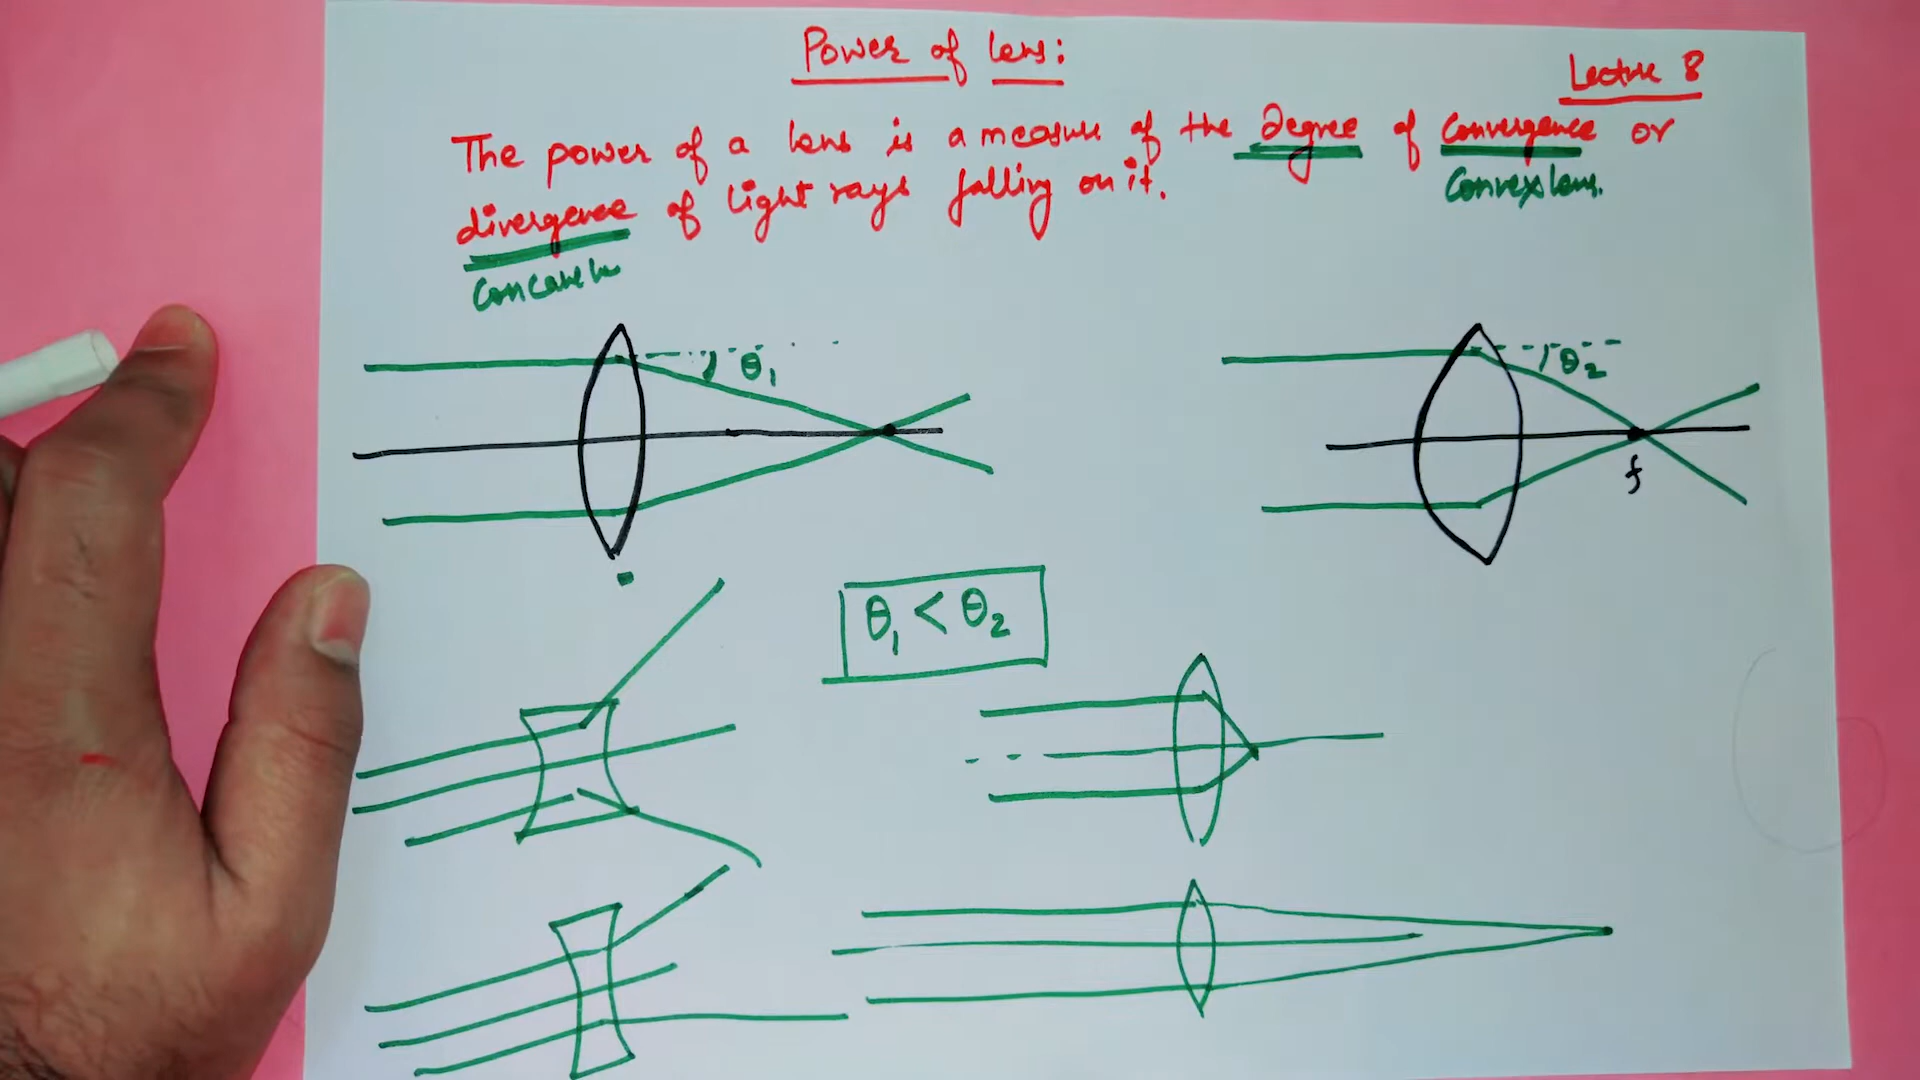 Power of lens:
Lecture 8
The power of a lens is a measure of the Degree of Convergence or
Convex lens.
divergence of light rays falling on it.
Concave
θ₁
θ₂
f
θ₁ < θ₂